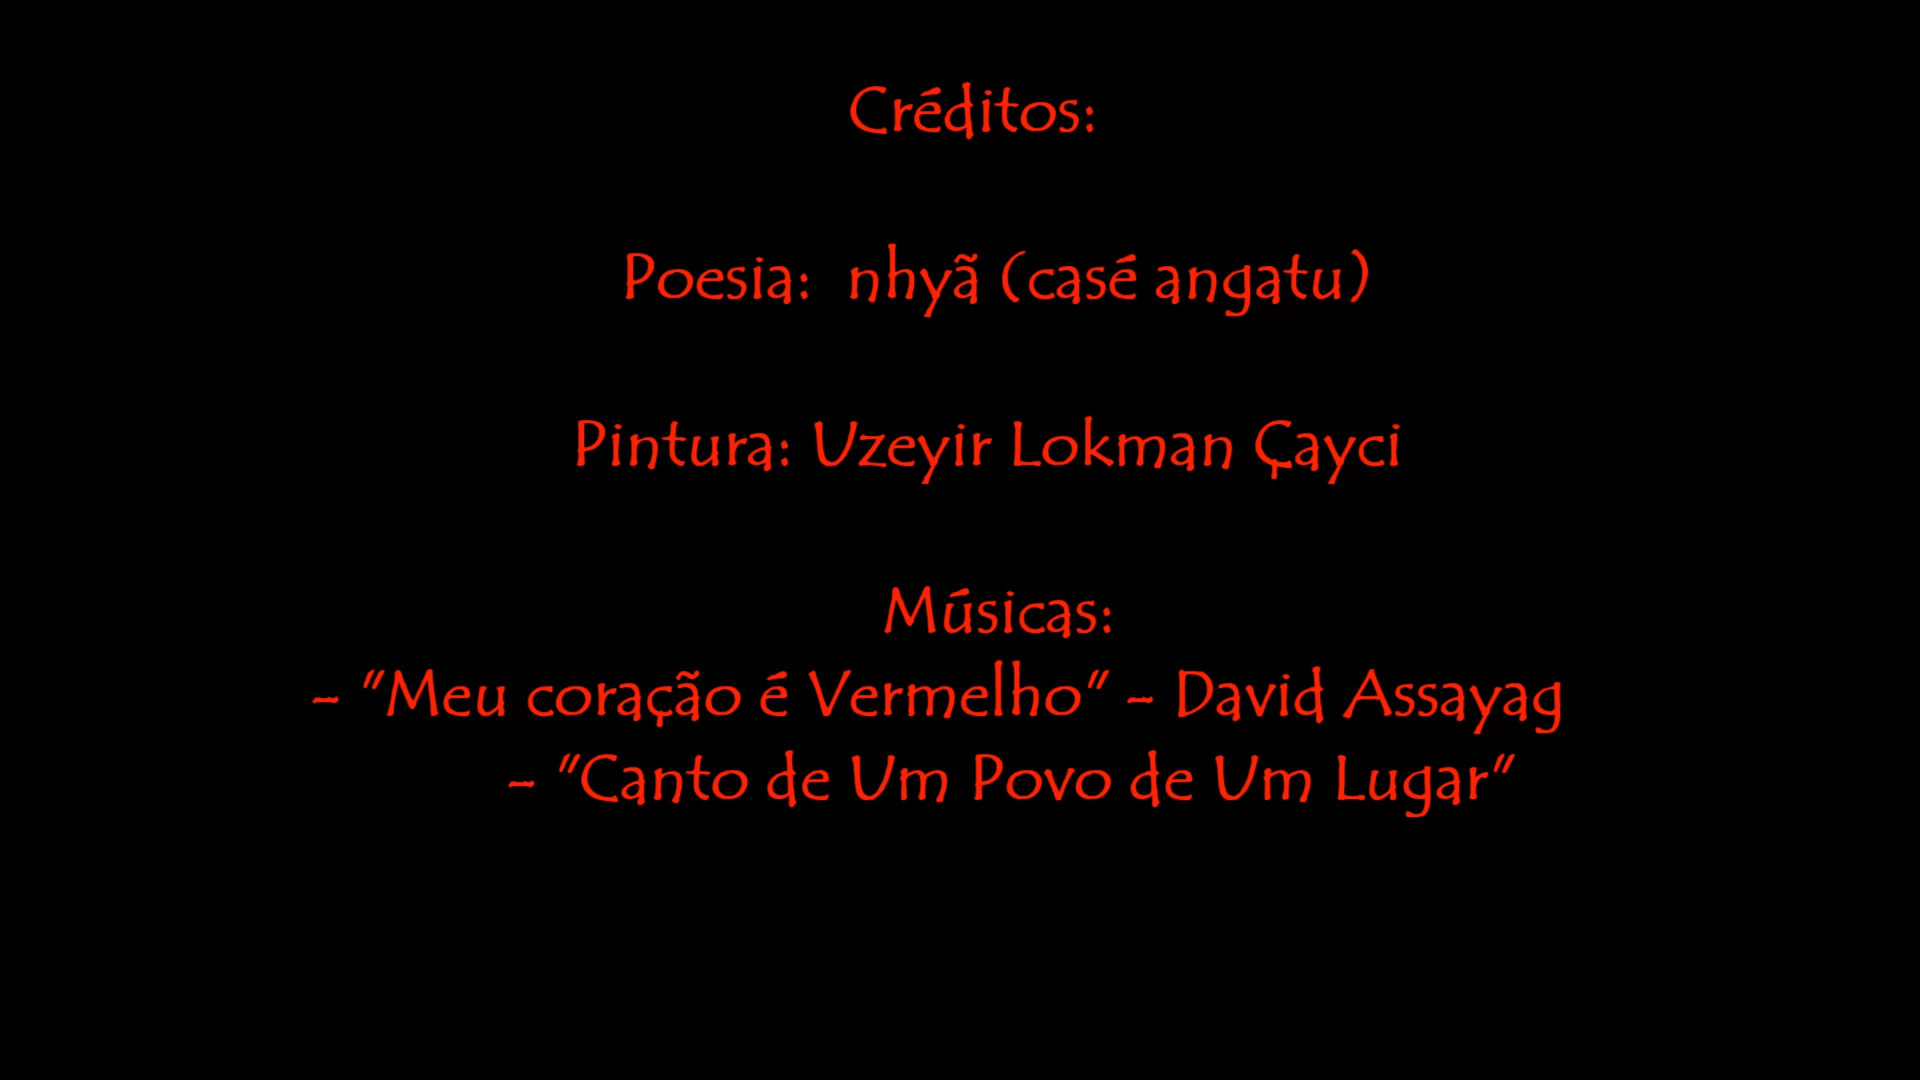 Créditos:
Poesia: nhyã (casé angatu)
Pintura: Uzeyir Lokman Çayci
Músicas:
- "Meu coração é Vermelho" - David Assayag
- "Canto de Um Povo de Um Lugar"